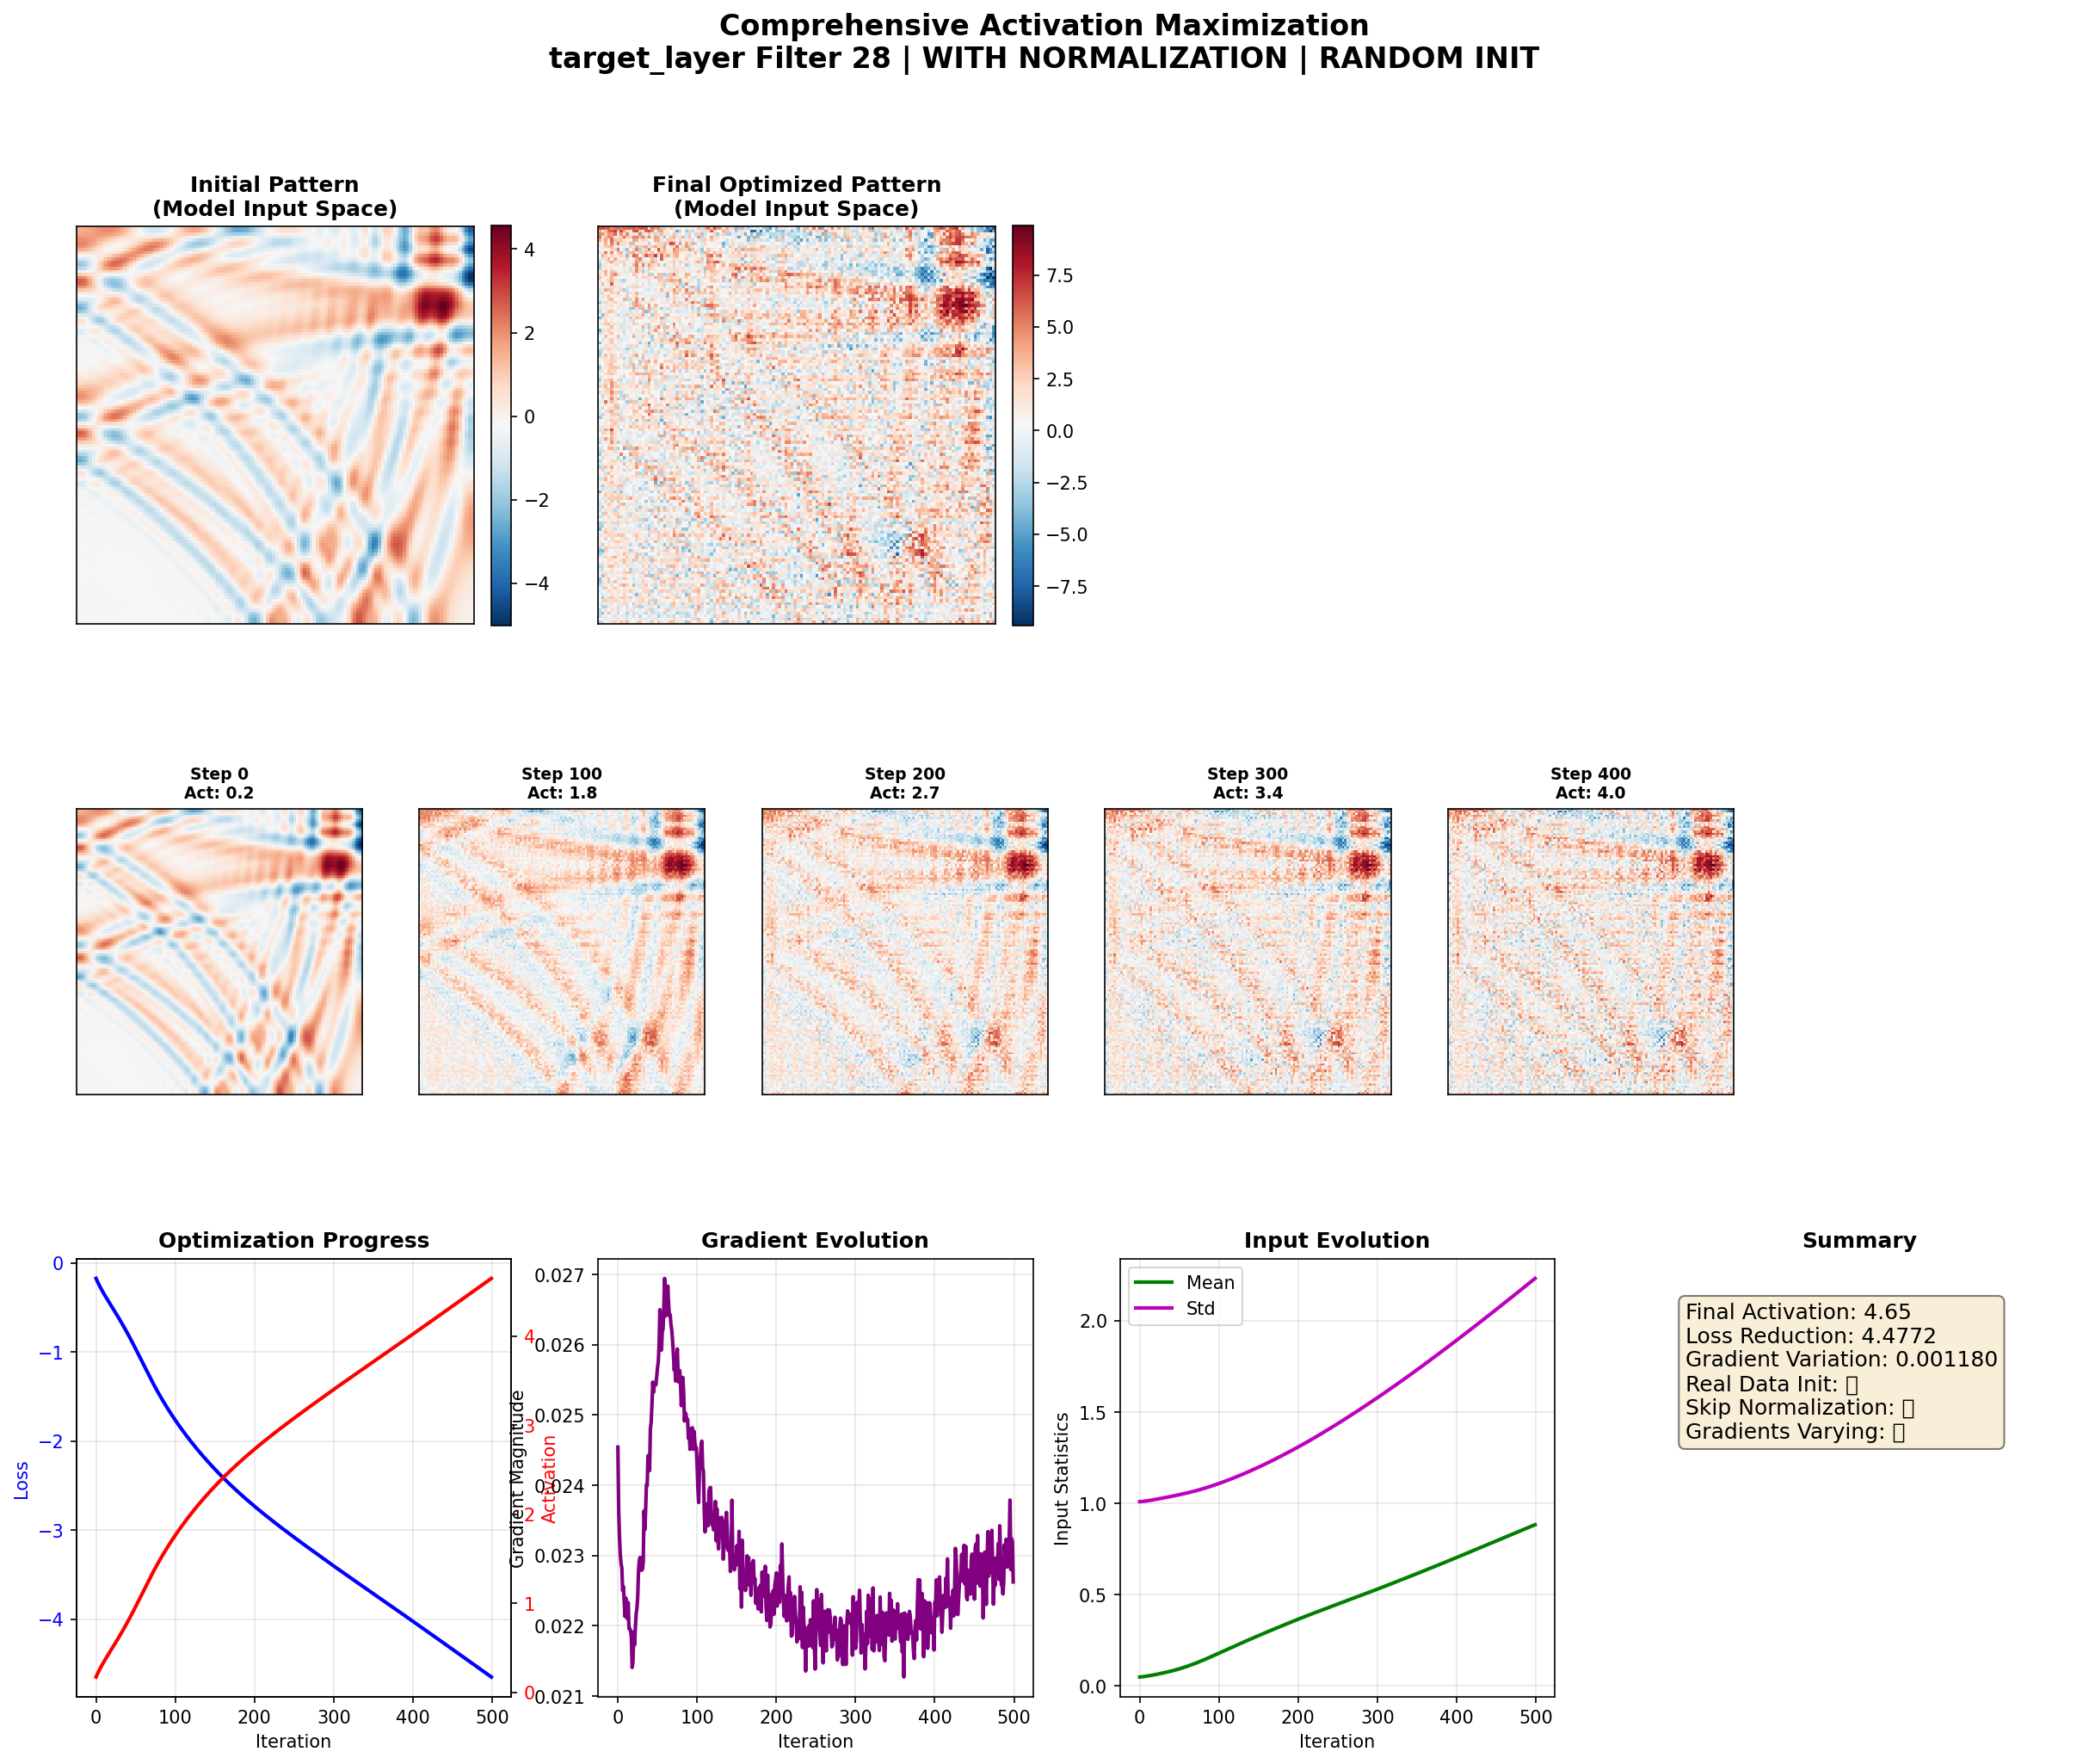 Comprehensive Activation Maximization
target_layer Filter 28 | WITH NORMALIZATION | RANDOM INIT
Initial Pattern
(Model Input Space)
4
2
0
−2
−4
Final Optimized Pattern
(Model Input Space)
7.5
5.0
2.5
0.0
−2.5
−5.0
−7.5
Step 0
Act: 0.2
Step 100
Act: 1.8
Step 200
Act: 2.7
Step 300
Act: 3.4
Step 400
Act: 4.0
Optimization Progress
Loss
0
−1
−2
−3
−4
0 100 200 300 400 500
Iteration
4
3
2
1
0
Activation
Gradient Evolution
Gradient Magnitude
0.027
0.026
0.025
0.024
0.023
0.022
0.021
0 100 200 300 400 500
Iteration
Input Evolution
Input Statistics
2.0
1.5
1.0
0.5
0.0
Mean
Std
0 100 200 300 400 500
Iteration
Summary
Final Activation: 4.65
Loss Reduction: 4.4772
Gradient Variation: 0.001180
Real Data Init:
Skip Normalization:
Gradients Varying: